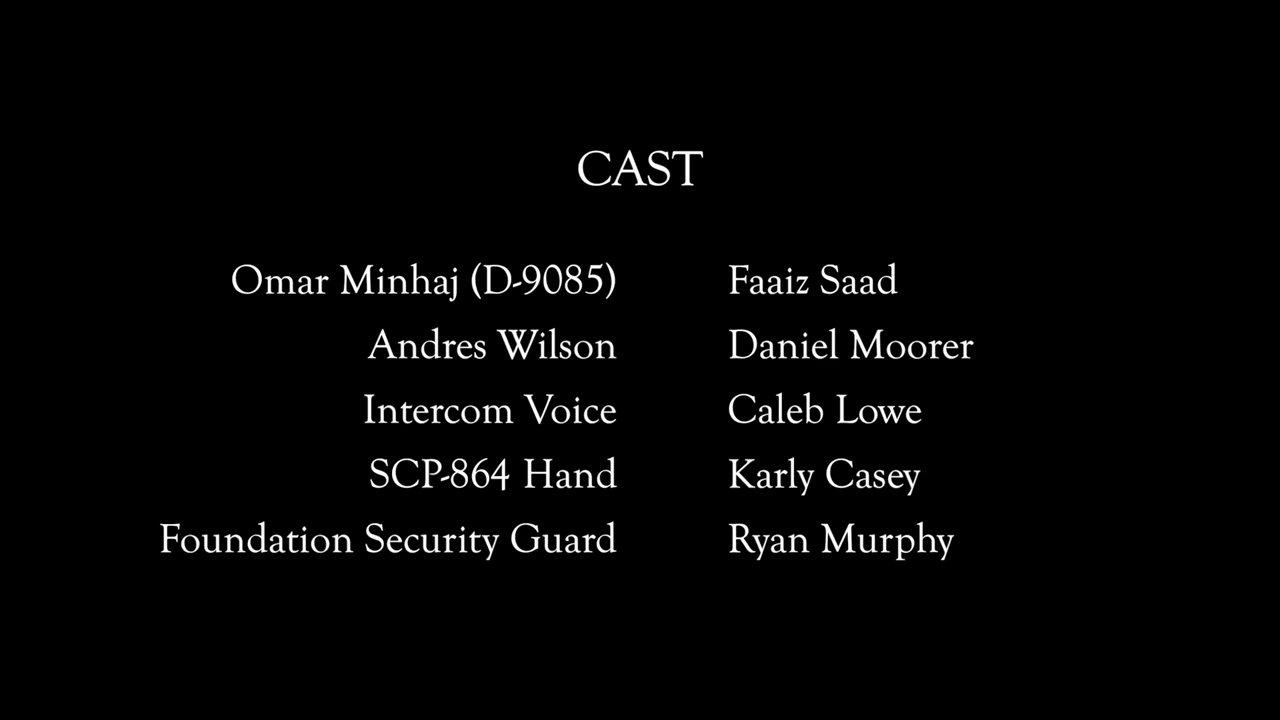 CAST
Omar Minhaj (D-9085) Faaiz Saad
Andres Wilson Daniel Moorer
Intercom Voice Caleb Lowe
SCP-864 Hand Karly Casey
Foundation Security Guard Ryan Murphy